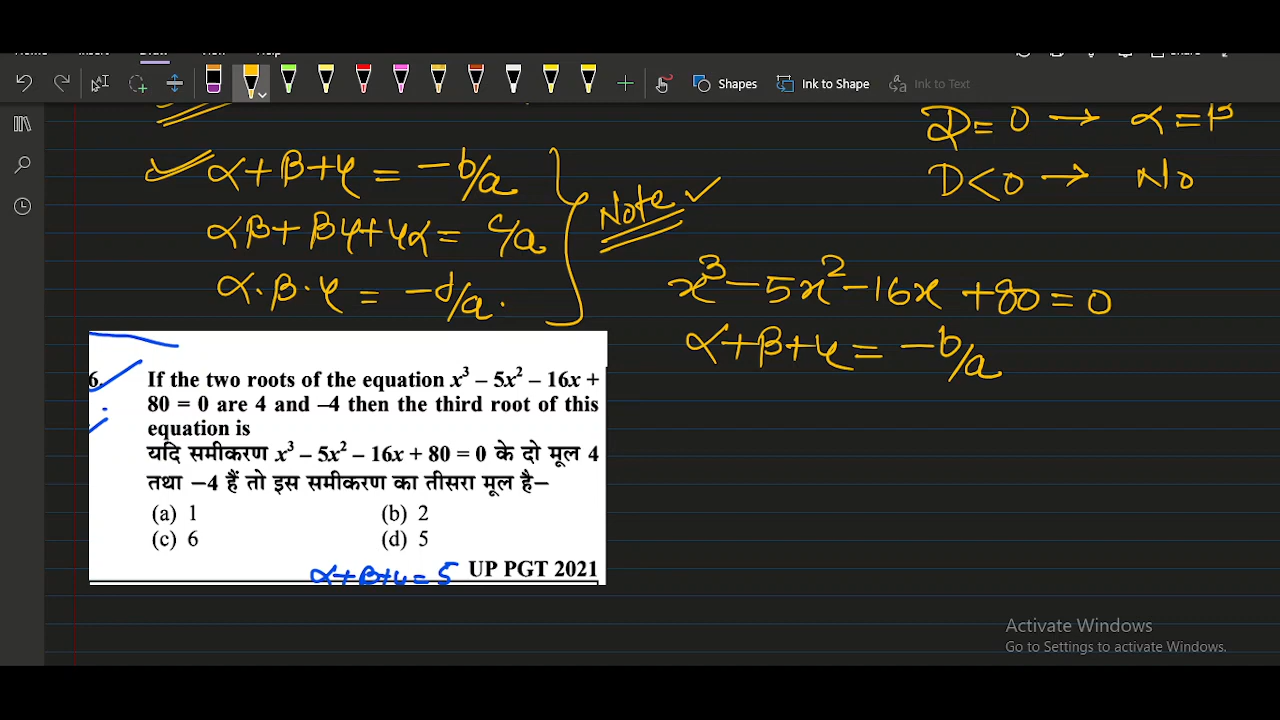 Shapes
Ink to Shape
Ink to Text
D = 0 → α = β
D < 0 → No
α + β + γ = -b/a
αβ + βγ + γα = c/a
α · β · γ = -d/a .
Note ✓
x³ - 5x² - 16x + 80 = 0
α + β + γ = -b/a
6. If the two roots of the equation x³ – 5x² – 16x +
80 = 0 are 4 and –4 then the third root of this
equation is
यदि समीकरण x³ – 5x² – 16x + 80 = 0 के दो मूल 4
तथा –4 हैं तो इस समीकरण का तीसरा मूल है–
(a) 1 (b) 2
(c) 6 (d) 5
α+β+γ = 5 UP PGT 2021
Activate Windows
Go to Settings to activate Windows.